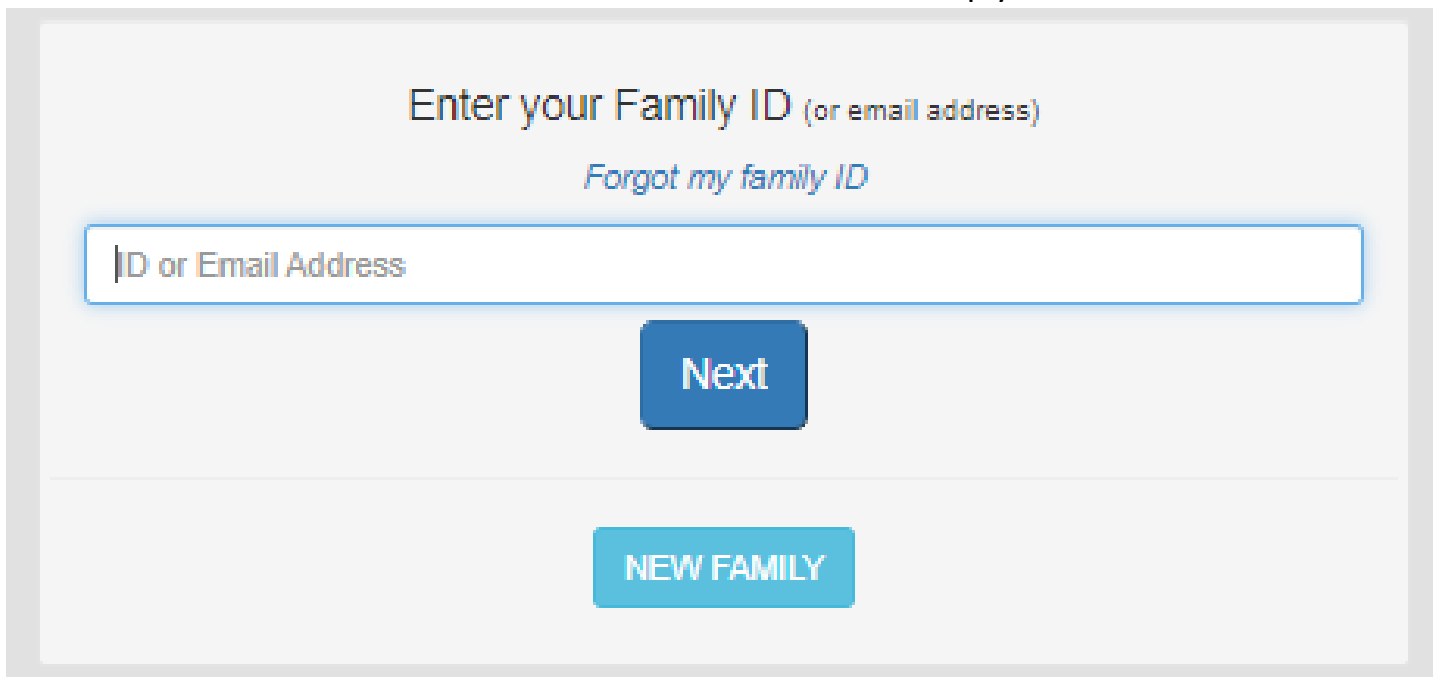 Enter your Family ID (or email address)
Forgot my family ID
ID or Email Address
Next
NEW FAMILY